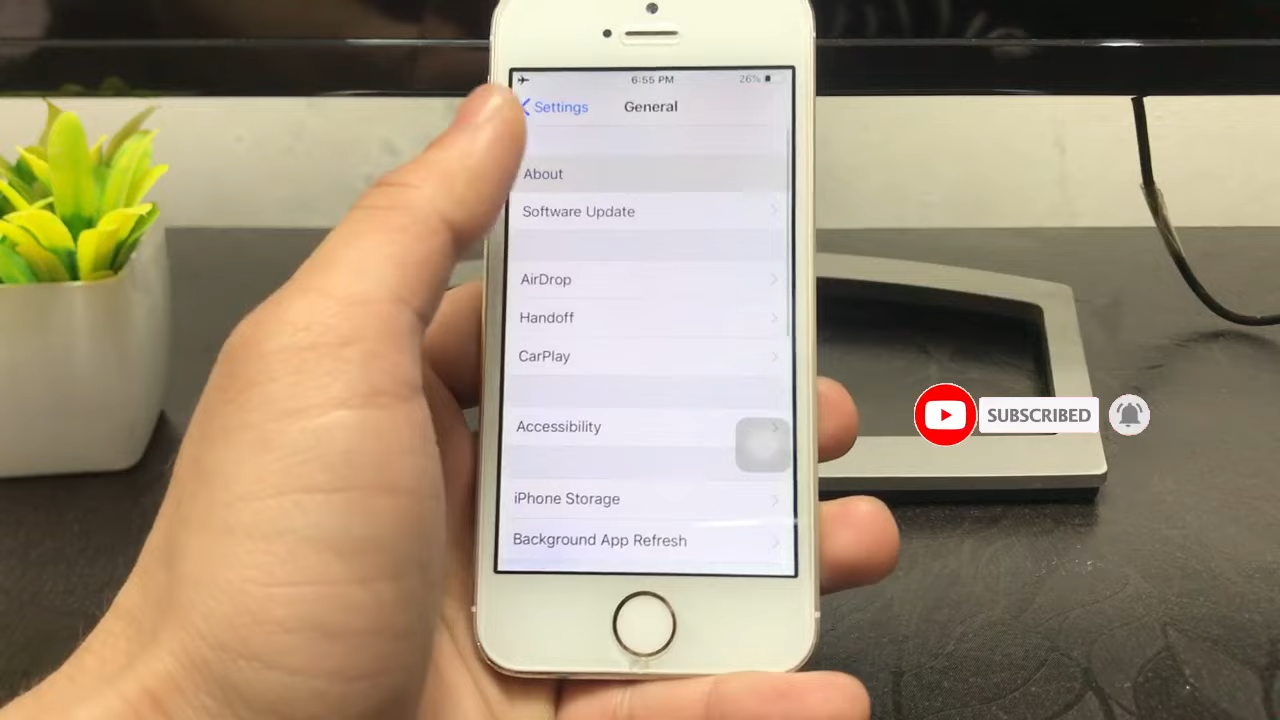 6:55 PM
26%
Settings
General
About
Software Update
AirDrop
Handoff
CarPlay
Accessibility
SUBSCRIBED
iPhone Storage
Background App Refresh